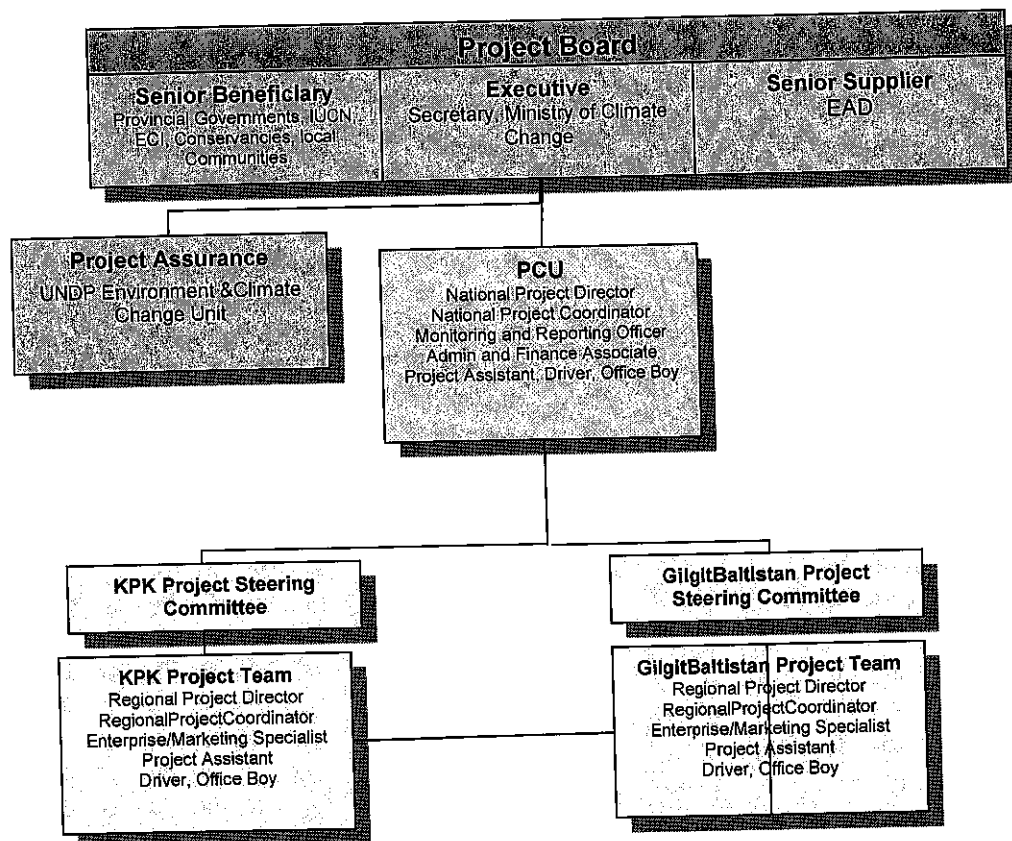 Project Board
Senior Beneficiary
Provincial Governments, IUCN,
ECI, Conservancies, local
Communities
Executive
Secretary, Ministry of Climate
Change
Senior Supplier
EAD
Project Assurance
UNDP Environment &Climate
Change Unit
PCU
National Project Director
National Project Coordinator
Monitoring and Reporting Officer
Admin and Finance Associate
Project Assistant, Driver, Office Boy
KPK Project Steering
Committee
GilgitBaltistan Project
Steering Committee
KPK Project Team
Regional Project Director
RegionalProjectCoordinator
Enterprise/Marketing Specialist
Project Assistant
Driver, Office Boy
GilgitBaltistan Project Team
Regional Project Director
RegionalProjectCoordinator
Enterprise/Marketing Specialist
Project Assistant
Driver, Office Boy